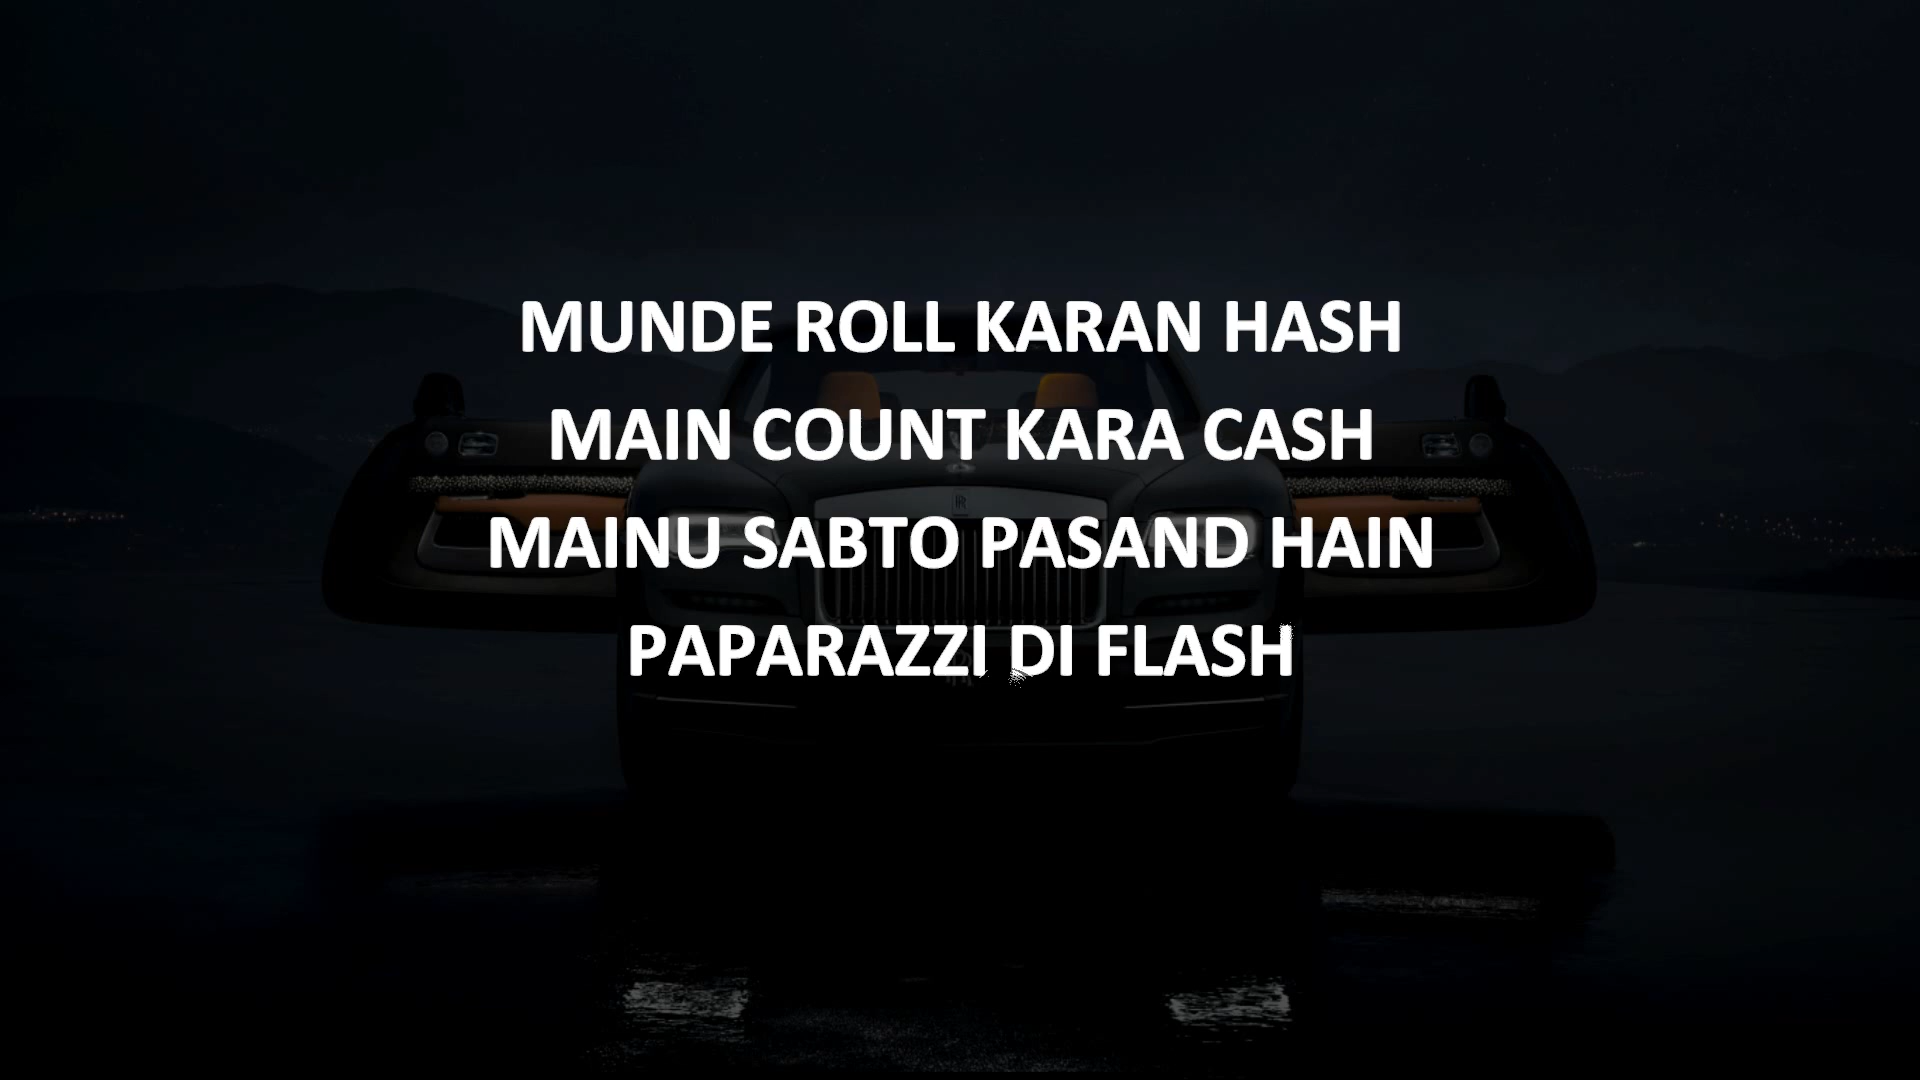 MUNDE ROLL KARAN HASH
MAIN COUNT KARA CASH
MAINU SABTO PASAND HAIN
PAPARAZZI DI FLASH